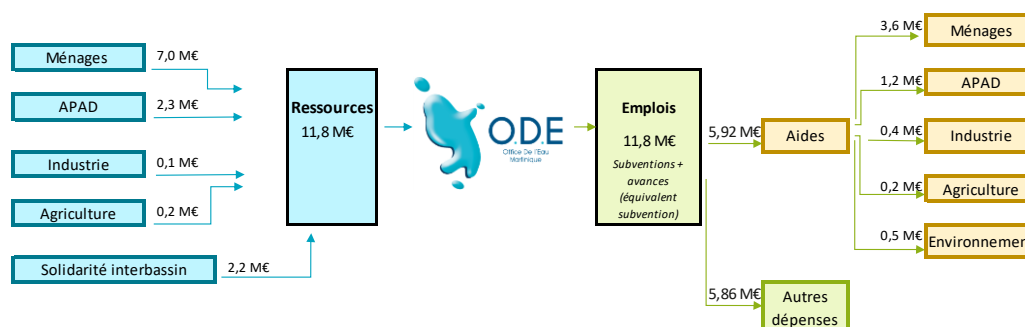 Ménages
7,0 M€
APAD
2,3 M€
Industrie
0,1 M€
Agriculture
0,2 M€
Solidarité interbassin
2,2 M€
Ressources
11,8 M€
O.D.E
Office De l'Eau
Martinique
Emplois
11,8 M€
Subventions +
avances
(équivalent
subvention)
5,92 M€
Aides
5,86 M€
Autres
dépenses
3,6 M€
Ménages
1,2 M€
APAD
0,4 M€
Industrie
0,2 M€
Agriculture
0,5 M€
Environnemen